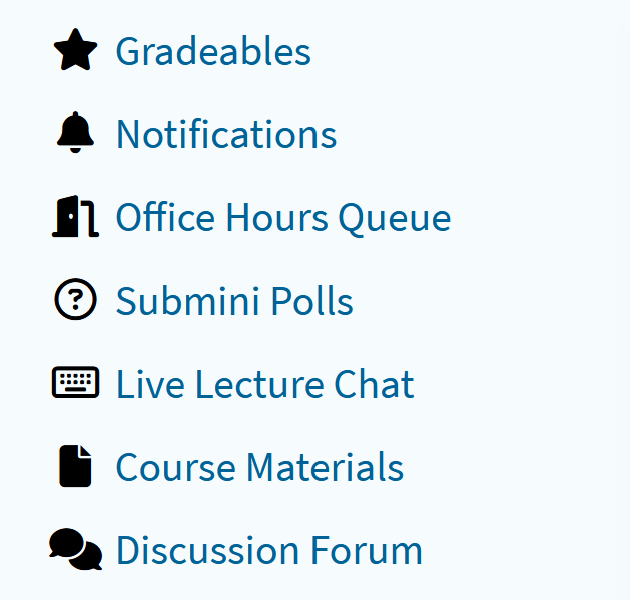 Gradeables
Notifications
Office Hours Queue
Submini Polls
Live Lecture Chat
Course Materials
Discussion Forum